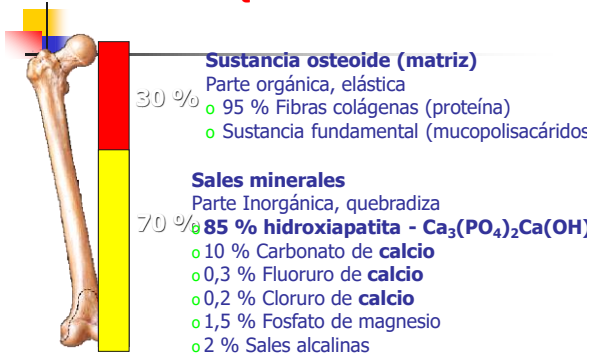 Sustancia osteoide (matriz)
Parte orgánica, elástica
30 %
o 95 % Fibras colágenas (proteína)
o Sustancia fundamental (mucopolisacáridos
Sales minerales
Parte Inorgánica, quebradiza
70 %
o 85 % hidroxiapatita - Ca₃(PO₄)₂Ca(OH)
o 10 % Carbonato de calcio
o 0,3 % Fluoruro de calcio
o 0,2 % Cloruro de calcio
o 1,5 % Fosfato de magnesio
o 2 % Sales alcalinas